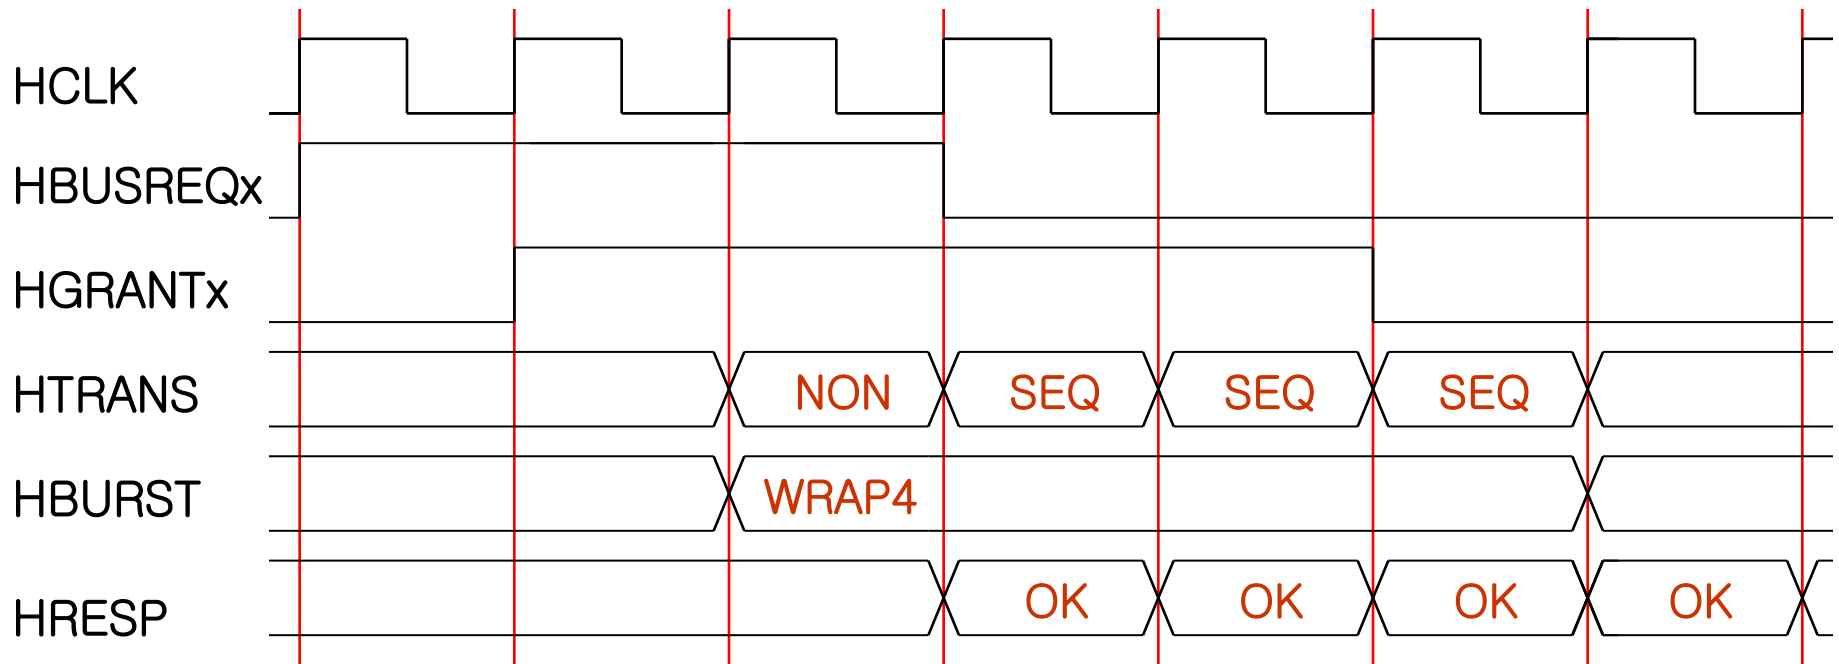 HCLK
HBUSREQx
HGRANTx
HTRANS NON SEQ SEQ SEQ
HBURST WRAP4
HRESP OK OK OK OK